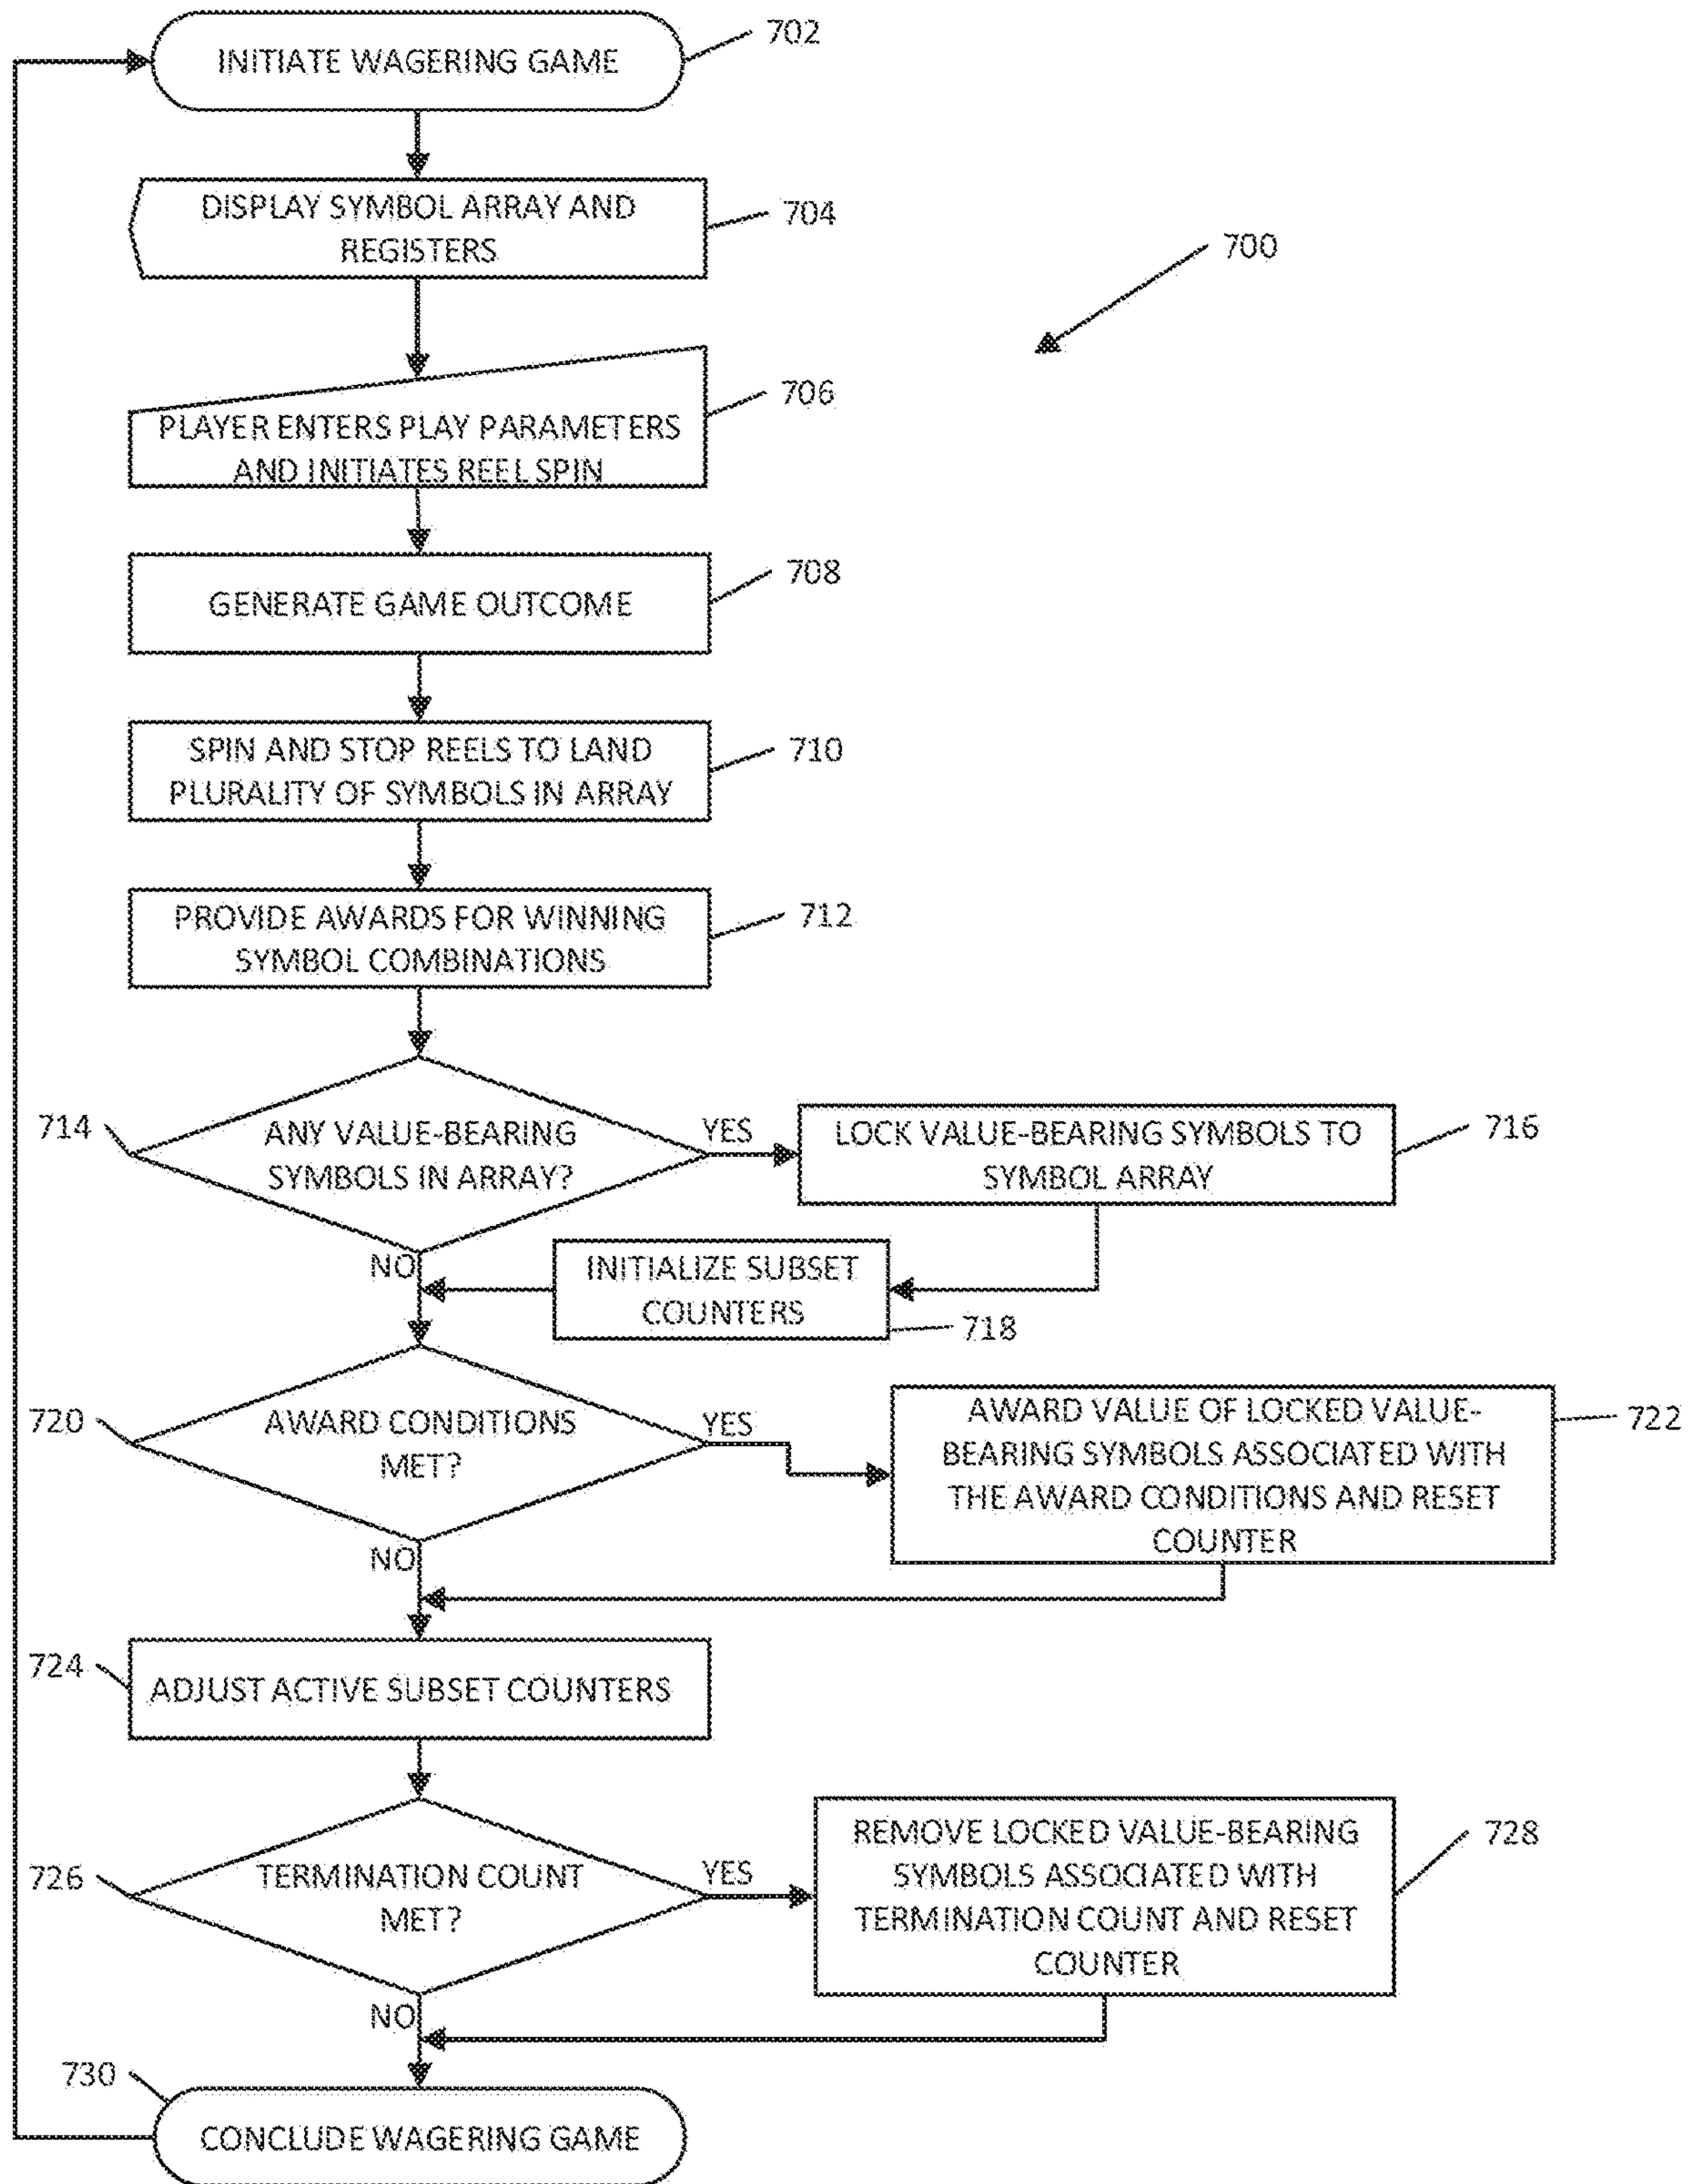 INITIATE WAGERING GAME
702
DISPLAY SYMBOL ARRAY AND
REGISTERS
704
700
PLAYER ENTERS PLAY PARAMETERS
AND INITIATES REEL SPIN
706
GENERATE GAME OUTCOME
708
SPIN AND STOP REELS TO LAND
PLURALITY OF SYMBOLS IN ARRAY
710
PROVIDE AWARDS FOR WINNING
SYMBOL COMBINATIONS
712
714
ANY VALUE-BEARING
SYMBOLS IN ARRAY?
YES
NO
LOCK VALUE-BEARING SYMBOLS TO
SYMBOL ARRAY
716
INITIALIZE SUBSET
COUNTERS
718
720
AWARD CONDITIONS
MET?
YES
NO
AWARD VALUE OF LOCKED VALUE-
BEARING SYMBOLS ASSOCIATED WITH
THE AWARD CONDITIONS AND RESET
COUNTER
722
724
ADJUST ACTIVE SUBSET COUNTERS
726
TERMINATION COUNT
MET?
YES
NO
REMOVE LOCKED VALUE-BEARING
SYMBOLS ASSOCIATED WITH
TERMINATION COUNT AND RESET
COUNTER
728
730
CONCLUDE WAGERING GAME